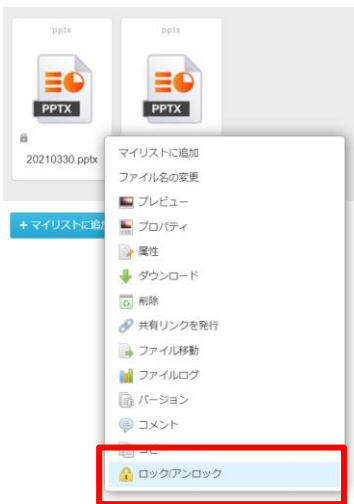 pptx
pptx
PPTX
PPTX
20210330.pptx
+ マイリストに追加
マイリストに追加
ファイル名の変更
プレビュー
プロパティ
属性
ダウンロード
削除
共有リンクを発行
ファイル移動
ファイルログ
バージョン
コメント
コピー
ロック/アンロック